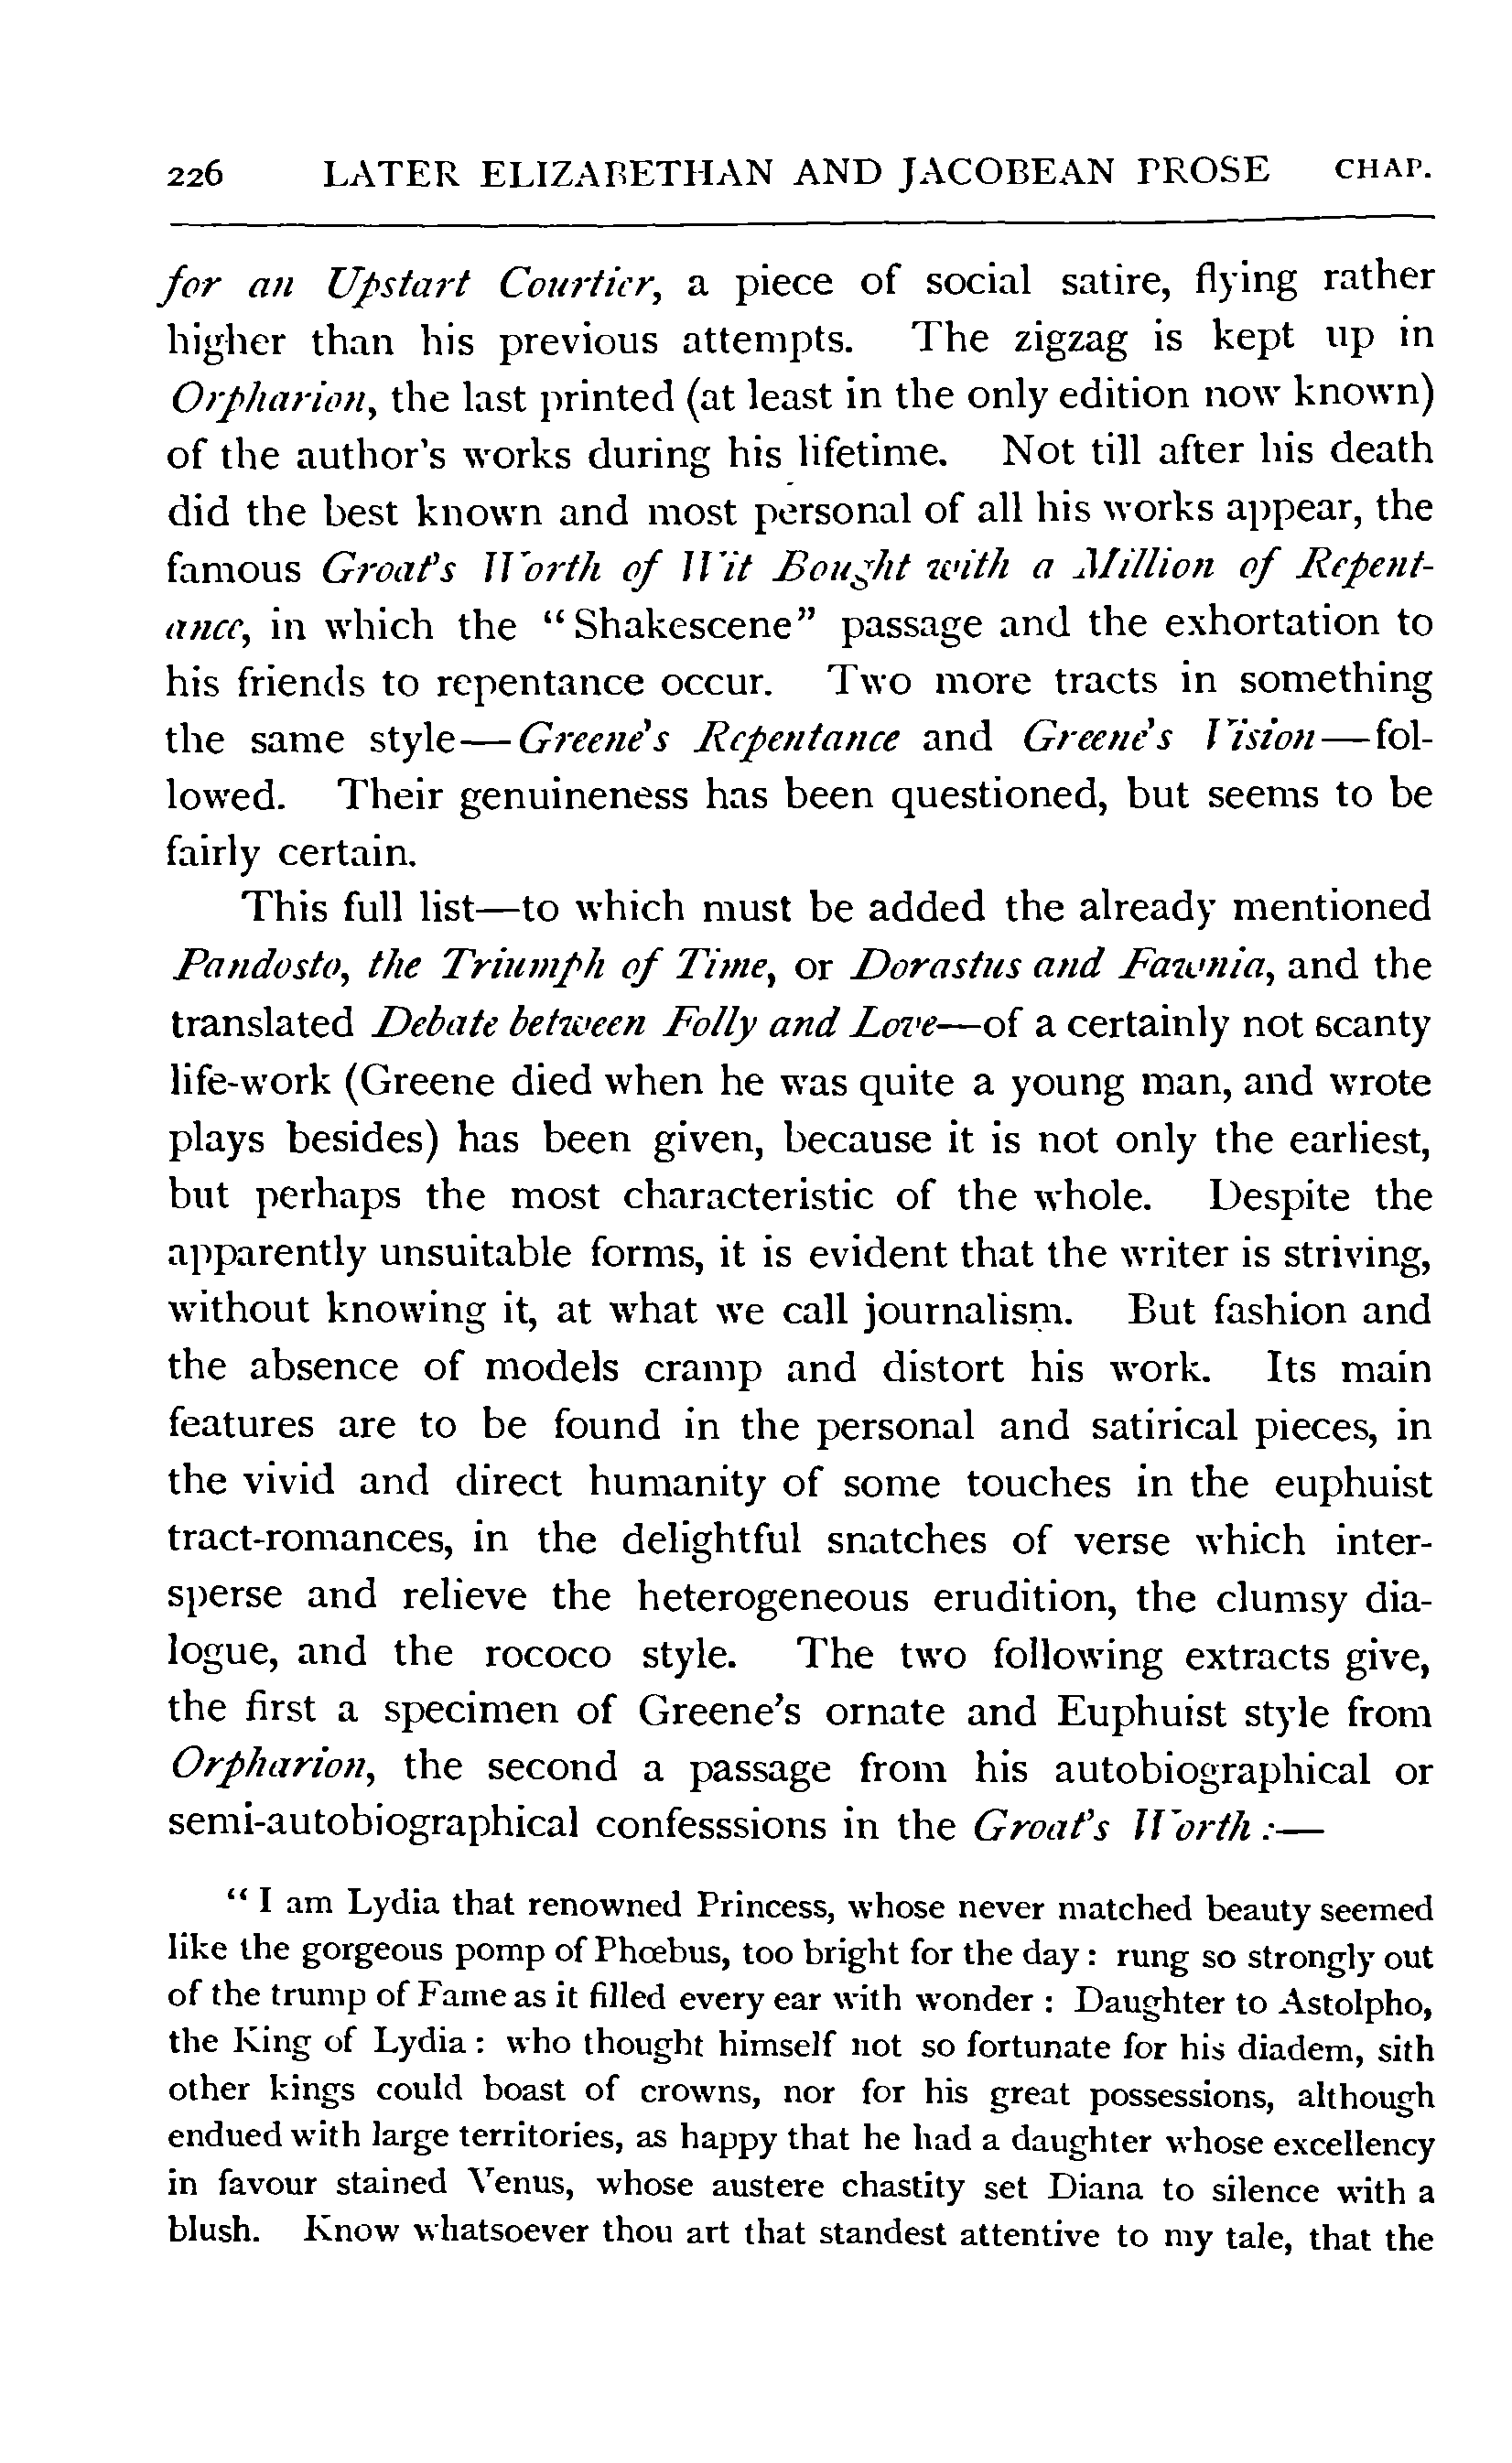 226 LATER ELIZABETHAN AND JACOBEAN PROSE CHAP.
for an Upstart Courtier, a piece of social satire, flying rather
higher than his previous attempts. The zigzag is kept up in
Orpharion, the last printed (at least in the only edition now known)
of the author's works during his lifetime. Not till after his death
did the best known and most personal of all his works appear, the
famous Groat's Worth of Wit Bought with a Million of Repent-
ance, in which the "Shakescene" passage and the exhortation to
his friends to repentance occur. Two more tracts in something
the same style—Greene's Repentance and Greene's Vision—fol-
lowed. Their genuineness has been questioned, but seems to be
fairly certain.
This full list—to which must be added the already mentioned
Pandosto, the Triumph of Time, or Dorastus and Fawnia, and the
translated Debate between Folly and Love—of a certainly not scanty
life-work (Greene died when he was quite a young man, and wrote
plays besides) has been given, because it is not only the earliest,
but perhaps the most characteristic of the whole. Despite the
apparently unsuitable forms, it is evident that the writer is striving,
without knowing it, at what we call journalism. But fashion and
the absence of models cramp and distort his work. Its main
features are to be found in the personal and satirical pieces, in
the vivid and direct humanity of some touches in the euphuist
tract-romances, in the delightful snatches of verse which inter-
sperse and relieve the heterogeneous erudition, the clumsy dia-
logue, and the rococo style. The two following extracts give,
the first a specimen of Greene's ornate and Euphuist style from
Orpharion, the second a passage from his autobiographical or
semi-autobiographical confesssions in the Groat's Worth:—
"I am Lydia that renowned Princess, whose never matched beauty seemed
like the gorgeous pomp of Phœbus, too bright for the day: rung so strongly out
of the trump of Fame as it filled every ear with wonder: Daughter to Astolpho,
the King of Lydia: who thought himself not so fortunate for his diadem, sith
other kings could boast of crowns, nor for his great possessions, although
endued with large territories, as happy that he had a daughter whose excellency
in favour stained Venus, whose austere chastity set Diana to silence with a
blush. Know whatsoever thou art that standest attentive to my tale, that the